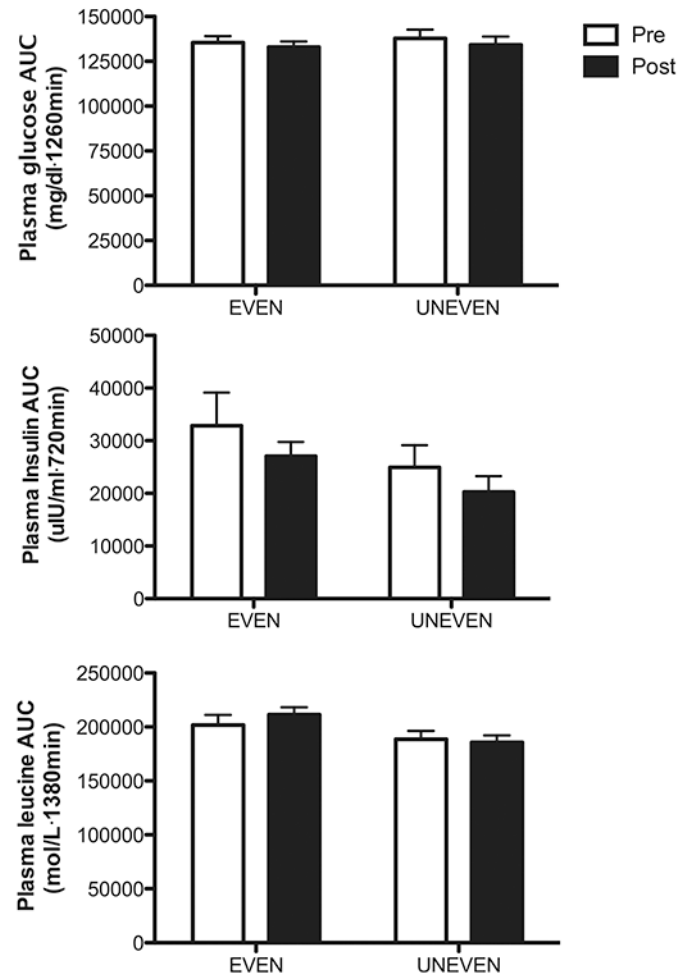 Pre
Post
Plasma glucose AUC
(mg/dl·1260min)
150000
125000
100000
75000
50000
25000
0
EVEN
UNEVEN
Plasma Insulin AUC
(uIU/ml·720min)
50000
40000
30000
20000
10000
0
EVEN
UNEVEN
Plasma leucine AUC
(mol/L·1380min)
250000
200000
150000
100000
50000
0
EVEN
UNEVEN